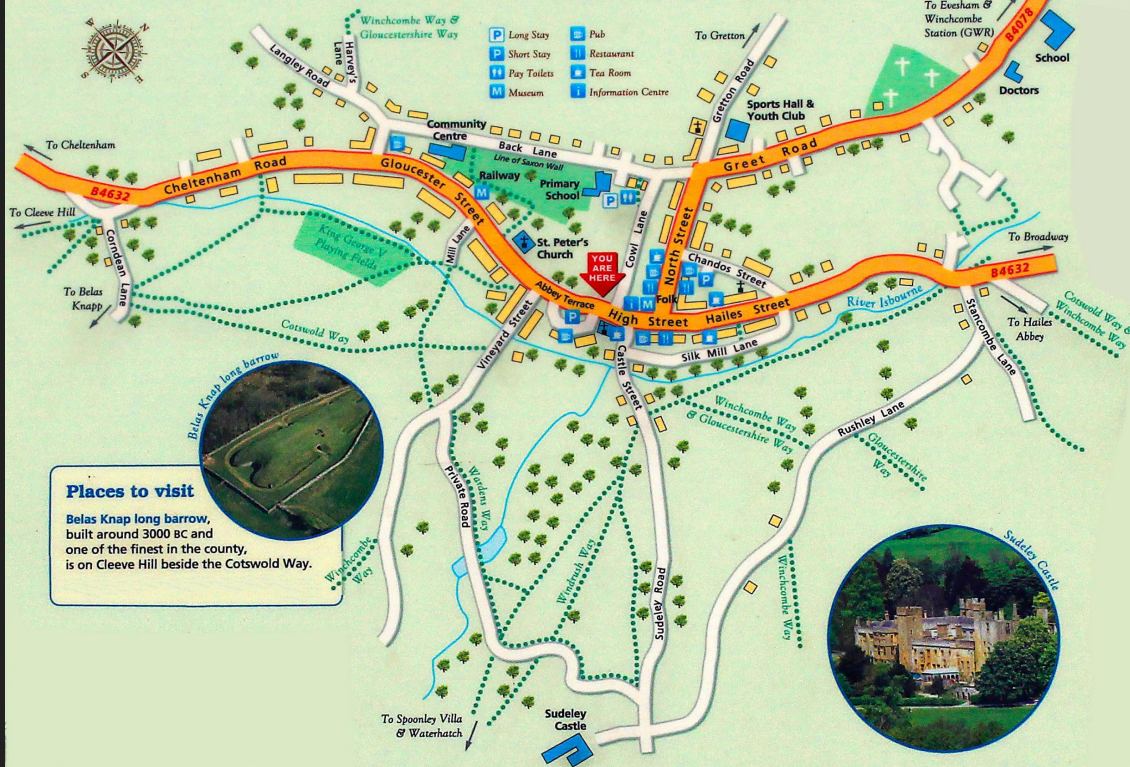 N
W
S
E
Winchcombe Way &
Gloucestershire Way
P Long Stay
P Short Stay
Pay Toilets
M Museum
Pub
Restaurant
Tea Room
i Information Centre
To Gretton
To Evesham &
Winchcombe
Station (GWR)
B4078
School
Doctors
Langley Road
Harvey's
Lane
Gretton Road
Sports Hall &
Youth Club
Community
Centre
Back Lane
Line of Saxon Wall
Greet Road
To Cheltenham
Cheltenham Road
B4632
Gloucester Street
Railway
M
Primary
School
P
To Cleeve Hill
Corndean Lane
King George V
Playing Fields
Mill Lane
St. Peter's
Church
Cowl Lane
North Street
YOU
ARE
HERE
Chandos Street
P
To Broadway
B4632
To Belas
Knapp
Abbey Terrace
i
M
Folk
P
High Street
Hailes Street
River Isbourne
Cotswold Way
Vineyard Street
Castle Street
Silk Mill Lane
Stancombe Lane
To Hailes
Abbey
Cotswold Way &
Winchcombe Way
Winchcombe Way
& Gloucestershire Way
Rushley Lane
Gloucestershire
Way
Belas Knap long barrow
Places to visit
Belas Knap long barrow,
built around 3000 BC and
one of the finest in the county,
is on Cleeve Hill beside the Cotswold Way.
Private Road
Wardens Way
Winchcombe
Way
Windrush Way
Sudeley Road
Winchcombe Way
Sudeley Castle
To Spoonley Villa
& Waterhatch
Sudeley
Castle